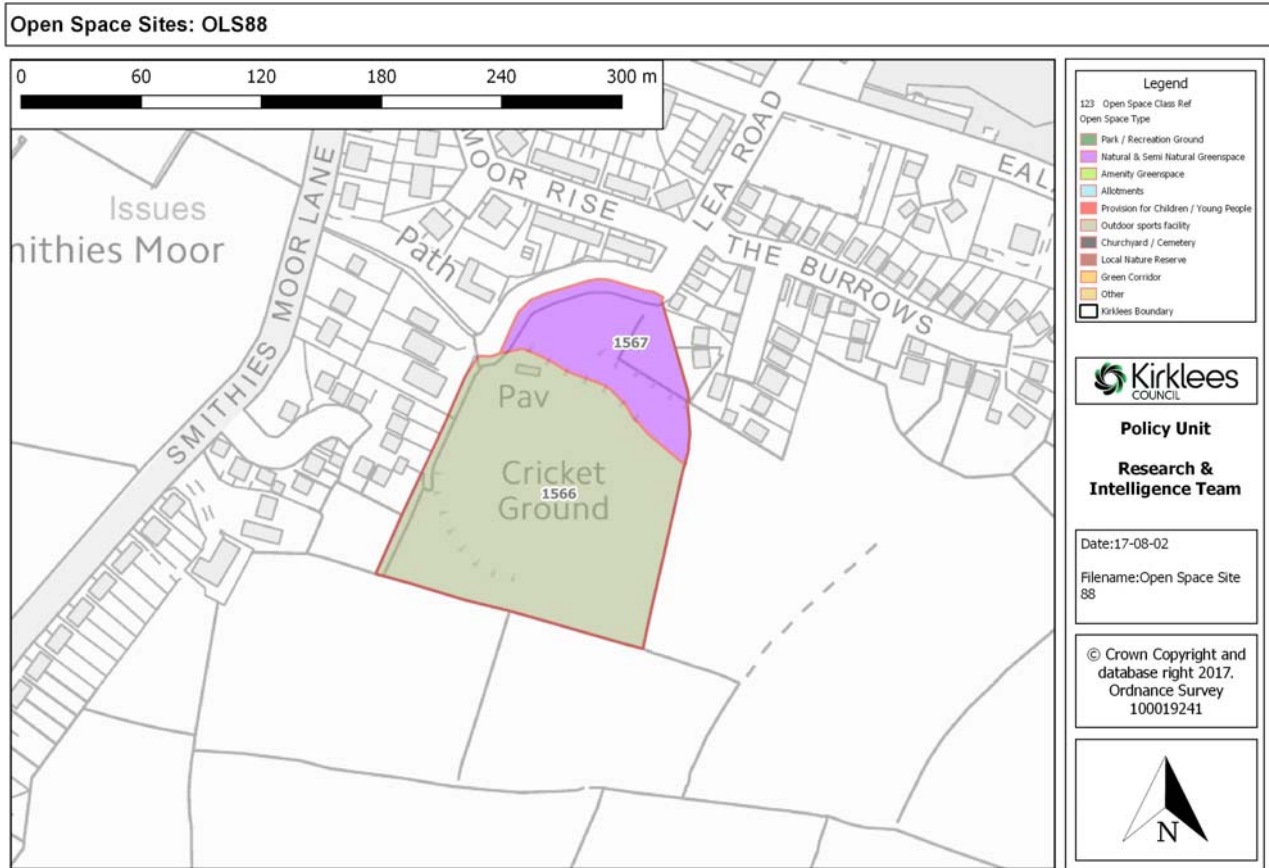 Open Space Sites: OLS88
0 60 120 180 240 300 m
MOOR RISE
LEA ROAD
EAL
SMITHIES MOOR LANE
Issues
nithies Moor
Path
THE BURROWS
1567
Pav
Cricket
1566
Ground
Legend
123 Open Space Class Ref
Open Space Type
Park / Recreation Ground
Natural & Semi Natural Greenspace
Amenity Greenspace
Allotments
Provision for Children / Young People
Outdoor sports facility
Churchyard / Cemetery
Local Nature Reserve
Green Corridor
Other
Kirklees Boundary
Kirklees
COUNCIL
Policy Unit
Research &
Intelligence Team
Date:17-08-02
Filename:Open Space Site
88
© Crown Copyright and
database right 2017.
Ordnance Survey
100019241
N